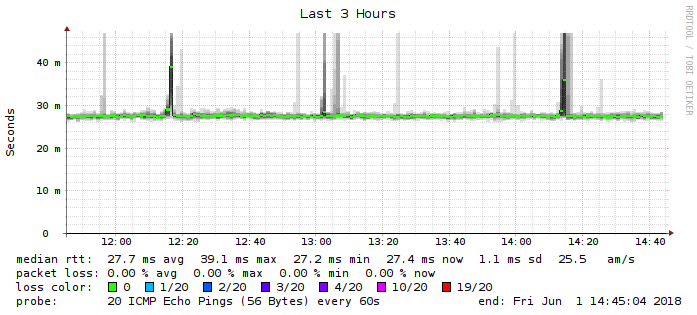 Last 3 Hours
RRDTOOL / TOBI OETIKER
Seconds
40 m
30 m
20 m
10 m
0
12:00 12:20 12:40 13:00 13:20 13:40 14:00 14:20 14:40
median rtt: 27.7 ms avg 39.1 ms max 27.2 ms min 27.4 ms now 1.1 ms sd 25.5 am/s
packet loss: 0.00 % avg 0.00 % max 0.00 % min 0.00 % now
loss color: 0 1/20 2/20 3/20 4/20 10/20 19/20
probe: 20 ICMP Echo Pings (56 Bytes) every 60s end: Fri Jun 1 14:45:04 2018